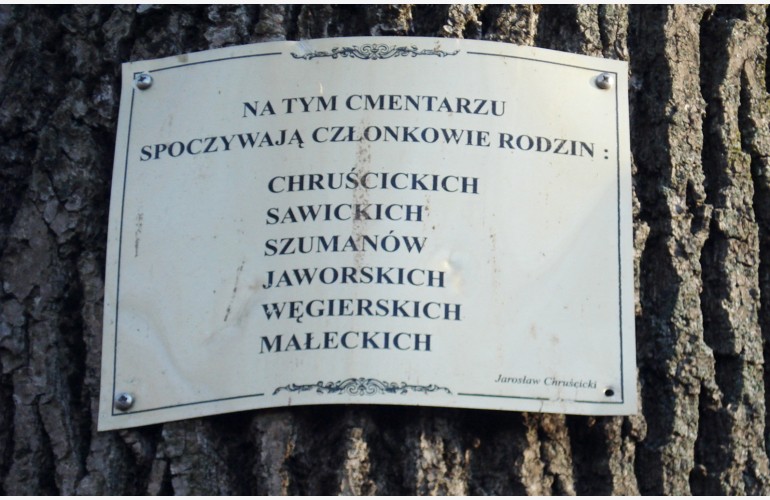 NA TYM CMENTARZU
SPOCZYWAJĄ CZŁONKOWIE RODZIN :
CHRUŚCICKICH
SAWICKICH
SZUMANÓW
JAWORSKICH
WĘGIERSKICH
MAŁECKICH
Jarosław Chruścicki